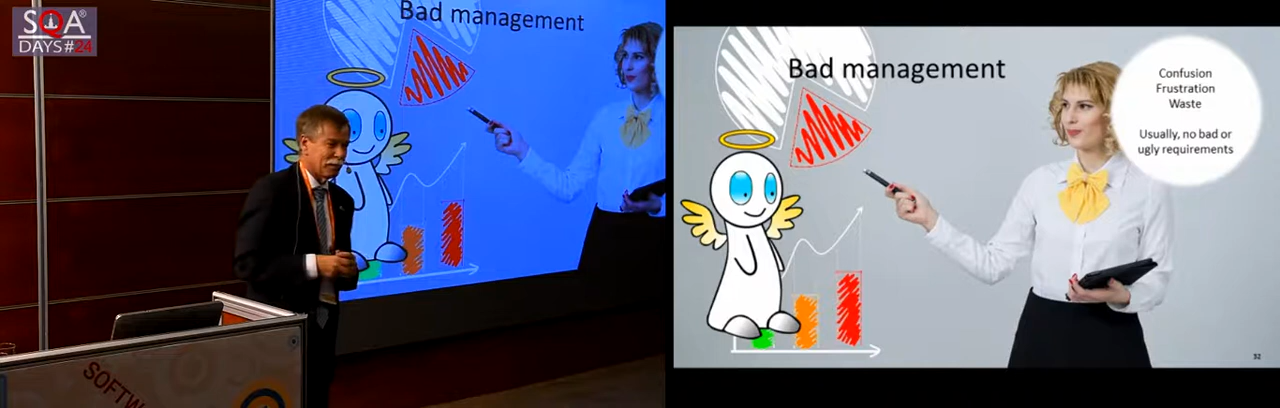 SQA®
DAYS#24
Bad management
SOFTW
Bad management
Confusion
Frustration
Waste
Usually, no bad or
ugly requirements
32